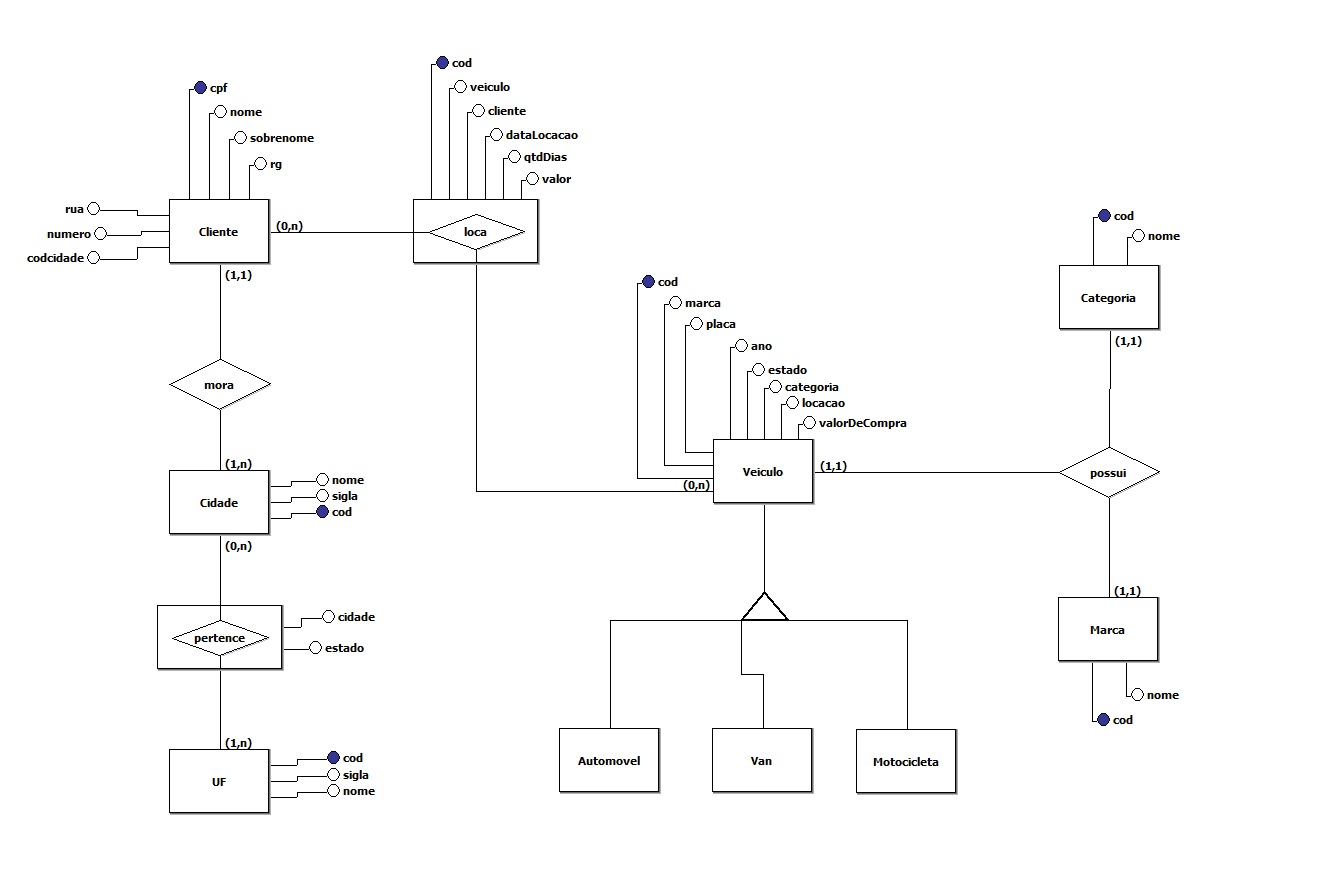 cod
cpf
veiculo
nome
cliente
sobrenome
dataLocacao
qtdDias
rg
valor
rua
numero
Cliente
(0,n)
loca
codcidade
(1,1)
cod
nome
Categoria
(1,1)
cod
marca
placa
ano
estado
categoria
locacao
valorDeCompra
mora
(1,n)
Cidade
nome
sigla
cod
(0,n)
Veiculo
(0,n)
(1,1)
possui
(1,1)
Marca
nome
cod
cidade
pertence
estado
(1,n)
UF
cod
sigla
nome
Automovel
Van
Motocicleta